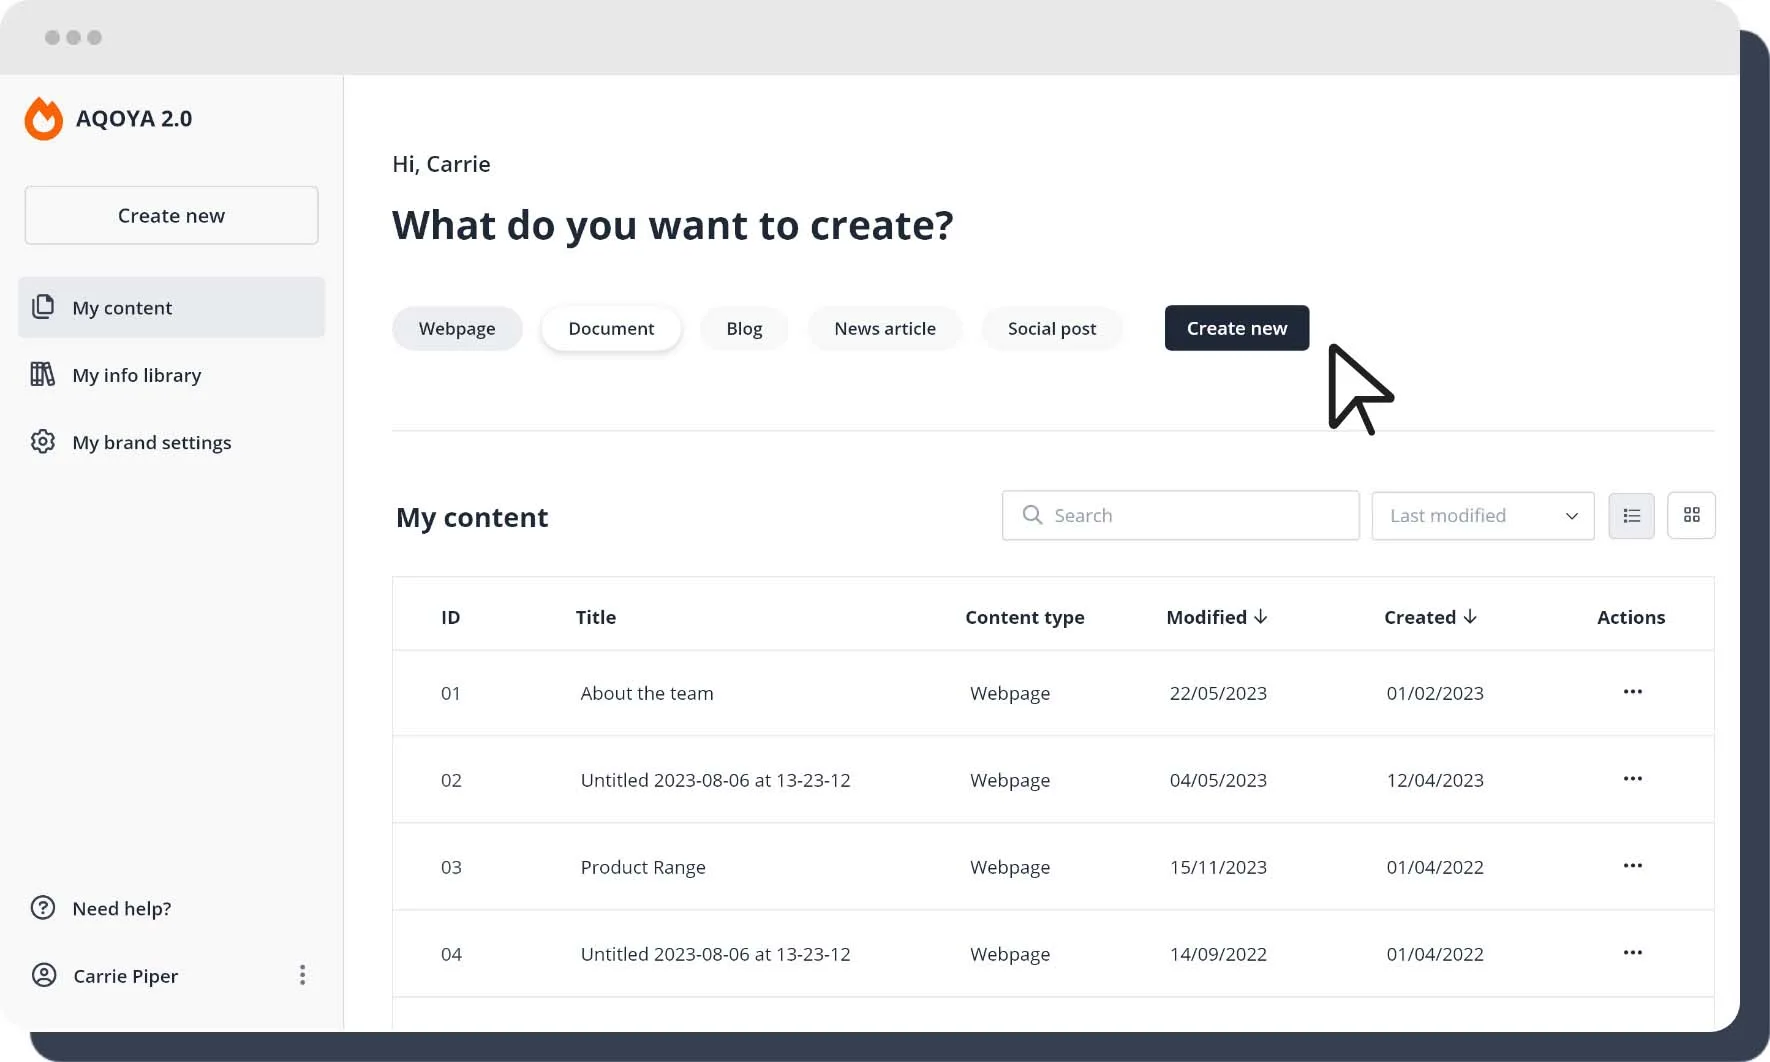 AQOYA 2.0
Create new
My content
My info library
My brand settings
Need help?
Carrie Piper
Hi, Carrie
What do you want to create?
Webpage Document Blog News article Social post Create new
My content Search Last modified
ID Title Content type Modified Created Actions
01 About the team Webpage 22/05/2023 01/02/2023
02 Untitled 2023-08-06 at 13-23-12 Webpage 04/05/2023 12/04/2023
03 Product Range Webpage 15/11/2023 01/04/2022
04 Untitled 2023-08-06 at 13-23-12 Webpage 14/09/2022 01/04/2022